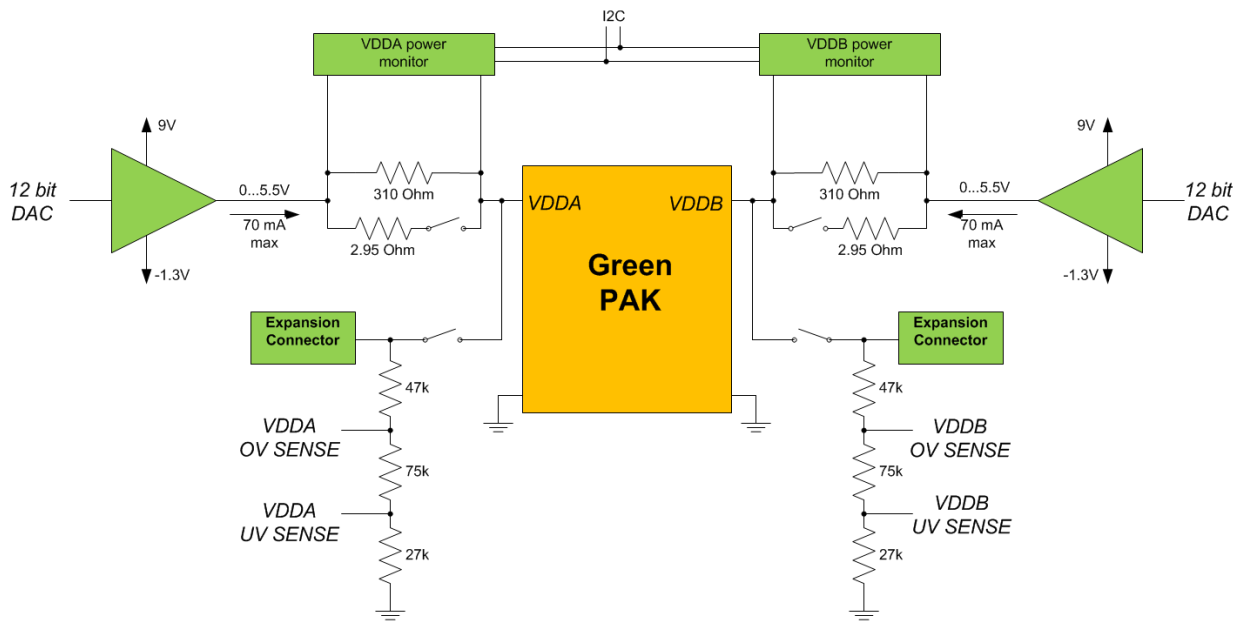 I2C
VDDA power
monitor
VDDB power
monitor
9V
9V
12 bit
DAC
0...5.5V
70 mA
max
310 Ohm
2.95 Ohm
VDDA
VDDB
310 Ohm
2.95 Ohm
0...5.5V
70 mA
max
12 bit
DAC
-1.3V
-1.3V
Green
PAK
Expansion
Connector
Expansion
Connector
47k
47k
VDDA
OV SENSE
VDDB
OV SENSE
75k
75k
VDDA
UV SENSE
VDDB
UV SENSE
27k
27k